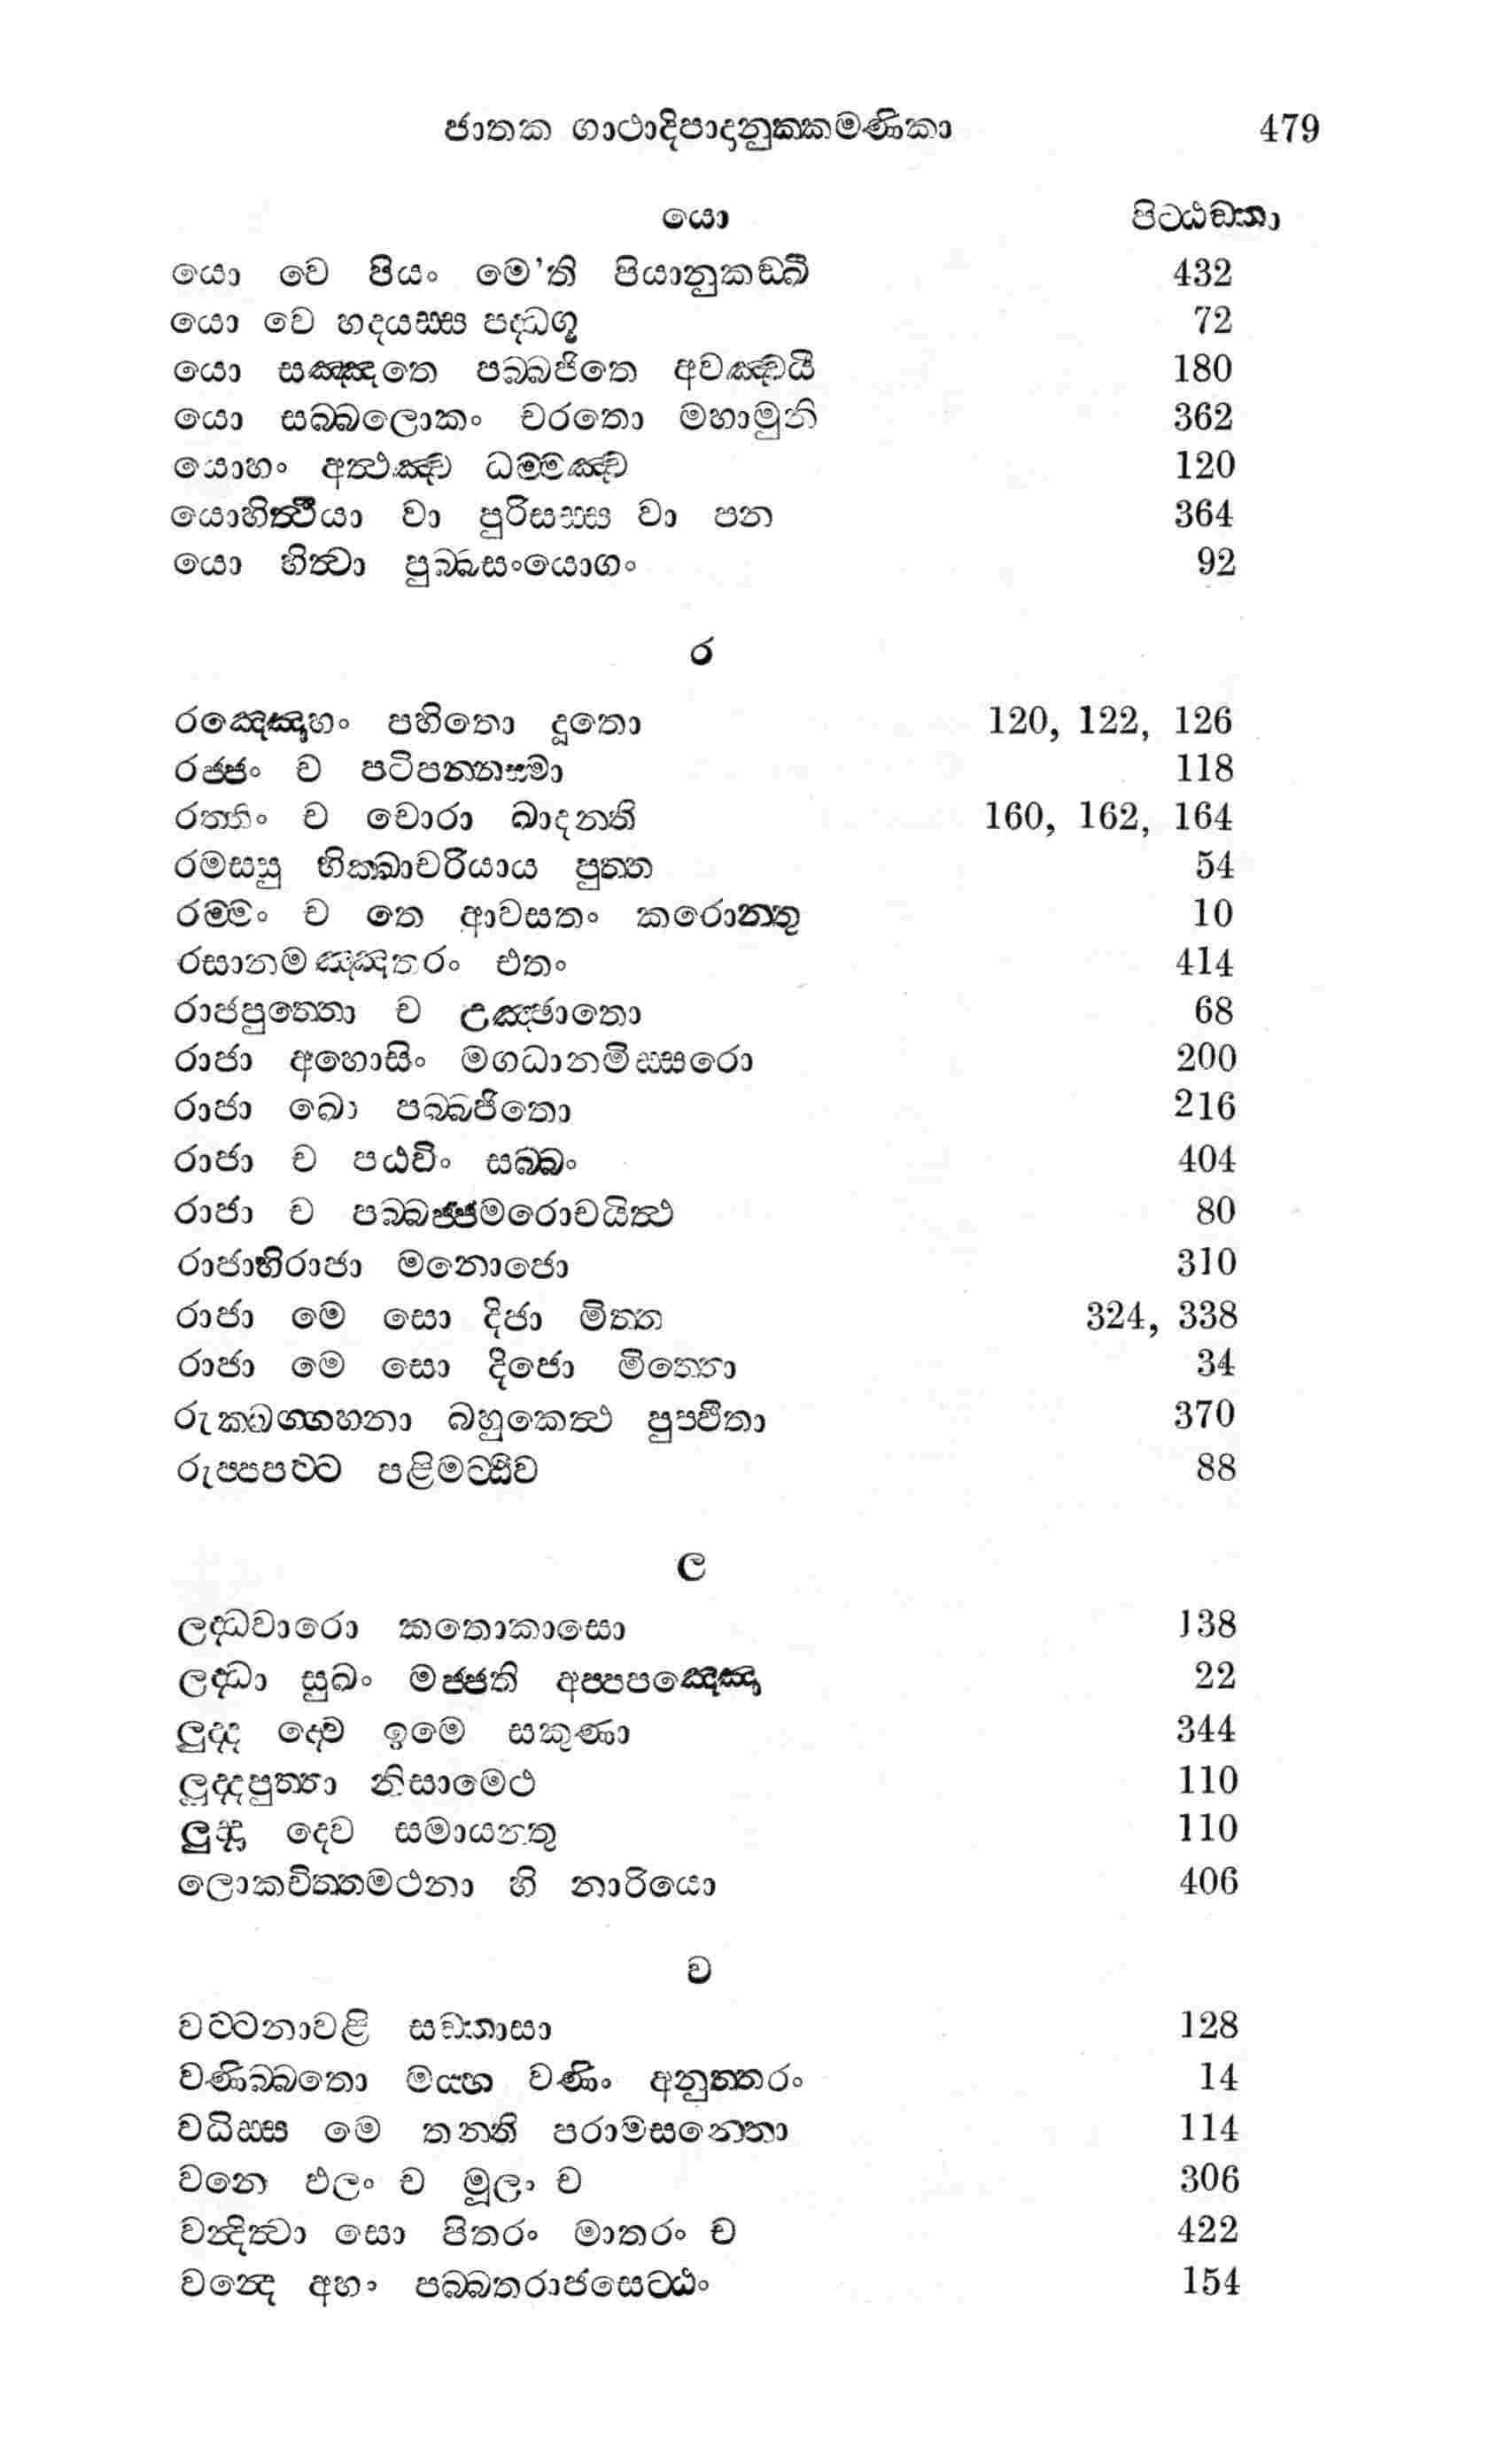 ජාතක ගාථාදිපාදානුක්කමණිකා 479
යො පිට්ඨඞ්කා
යො වෙ පියං මෙ'ති පියානුකඞ්ඛී 432
යො වෙ හදයස්ස පද්ධගූ 72
යො සඤ්ඤතෙ පබ්බජිතෙ අවඤ්චයී 180
යො සබ්බලොකං චරතො මහාමුනි 362
යොහං අත්ථඤ්ච ධම්මඤ්ච 120
යොහිත්ථියා වා පුරිසස්ස වා පන 364
යො හිත්වා පුබ්බසංයොගං 92
ර
රඤ්ඤොහං පහිතො දූතො 120, 122, 126
රජ්ජං ච පටිපන්නස්මා 118
රත්තිං ච චොරා ඛාදන්ති 160, 162, 164
රමස්සු භික්ඛාචරියාය පුත්ත 54
රම්මං ච තෙ ආවසතං කරොන්තු 10
රසානමඤ්ඤතරං එතං 414
රාජපුත්තො ච උඤ්ඡාතො 68
රාජා අහොසිං මගධානමිස්සරො 200
රාජා ඛො පබ්බජිතො 216
රාජා ච පඨවිං සබ්බං 404
රාජා ච පබ්බජ්ජමරොචයිත්ථ 80
රාජාභිරාජා මනොජො 310
රාජා මෙ සො දිජා මිත්ත 324, 338
රාජා මෙ සො දිජො මිත්තො 34
රුක්ඛග්ගහනා බහුකෙත්ථ පුප්ඵිතා 370
රුප්පපට්ට පළිමට්ඨීව 88
ල
ලද්ධවාරො කතොකාසො 138
ලද්ධා සුඛං මජ්ජති අප්පපඤ්ඤො 22
ලුද්ද දෙව ඉමෙ සකුණා 344
ලූද්දපුත්තා නිසාමෙථ 110
දෙව සමායන්තු 110
ලොකචිත්තමථනා හි නාරියො 406
ව
වට්ටනාවළි සඞ්කාසා 128
වණිබ්බතො මය්හ වණිං අනුත්තරං 14
වධිස්ස මෙ තන්ති පරාමසන්තො 114
වනෙ ඵලං ච මූලං ච 306
වන්දිත්වා සො පිතරං මාතරං ච 422
වන්දෙ අහං පබ්බතරාජසෙට්ඨං 154